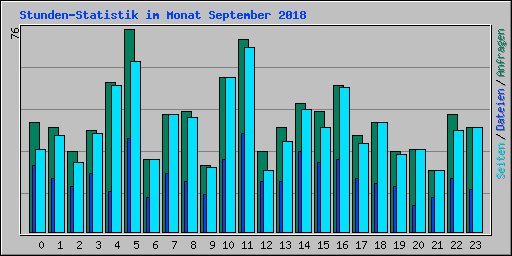 Stunden-Statistik im Monat September 2018
76
0 1 2 3 4 5 6 7 8 9 10 11 12 13 14 15 16 17 18 19 20 21 22 23
Seiten / Dateien / Anfragen